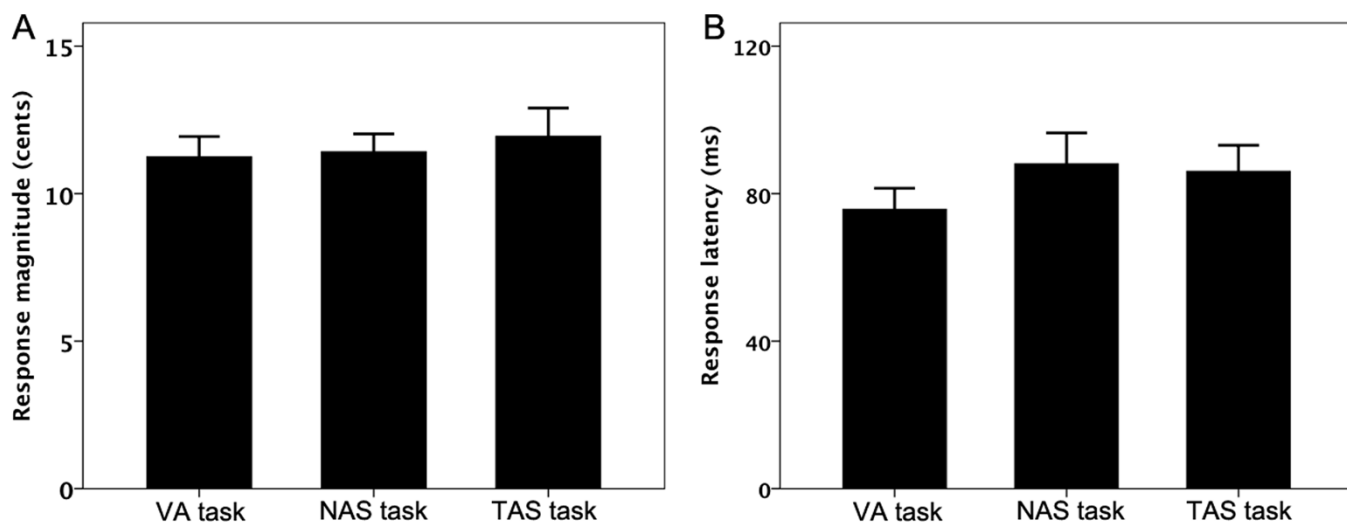 A
Response magnitude (cents)
15
10
5
0
VA task
NAS task
TAS task
B
Response latency (ms)
120
80
40
0
VA task
NAS task
TAS task